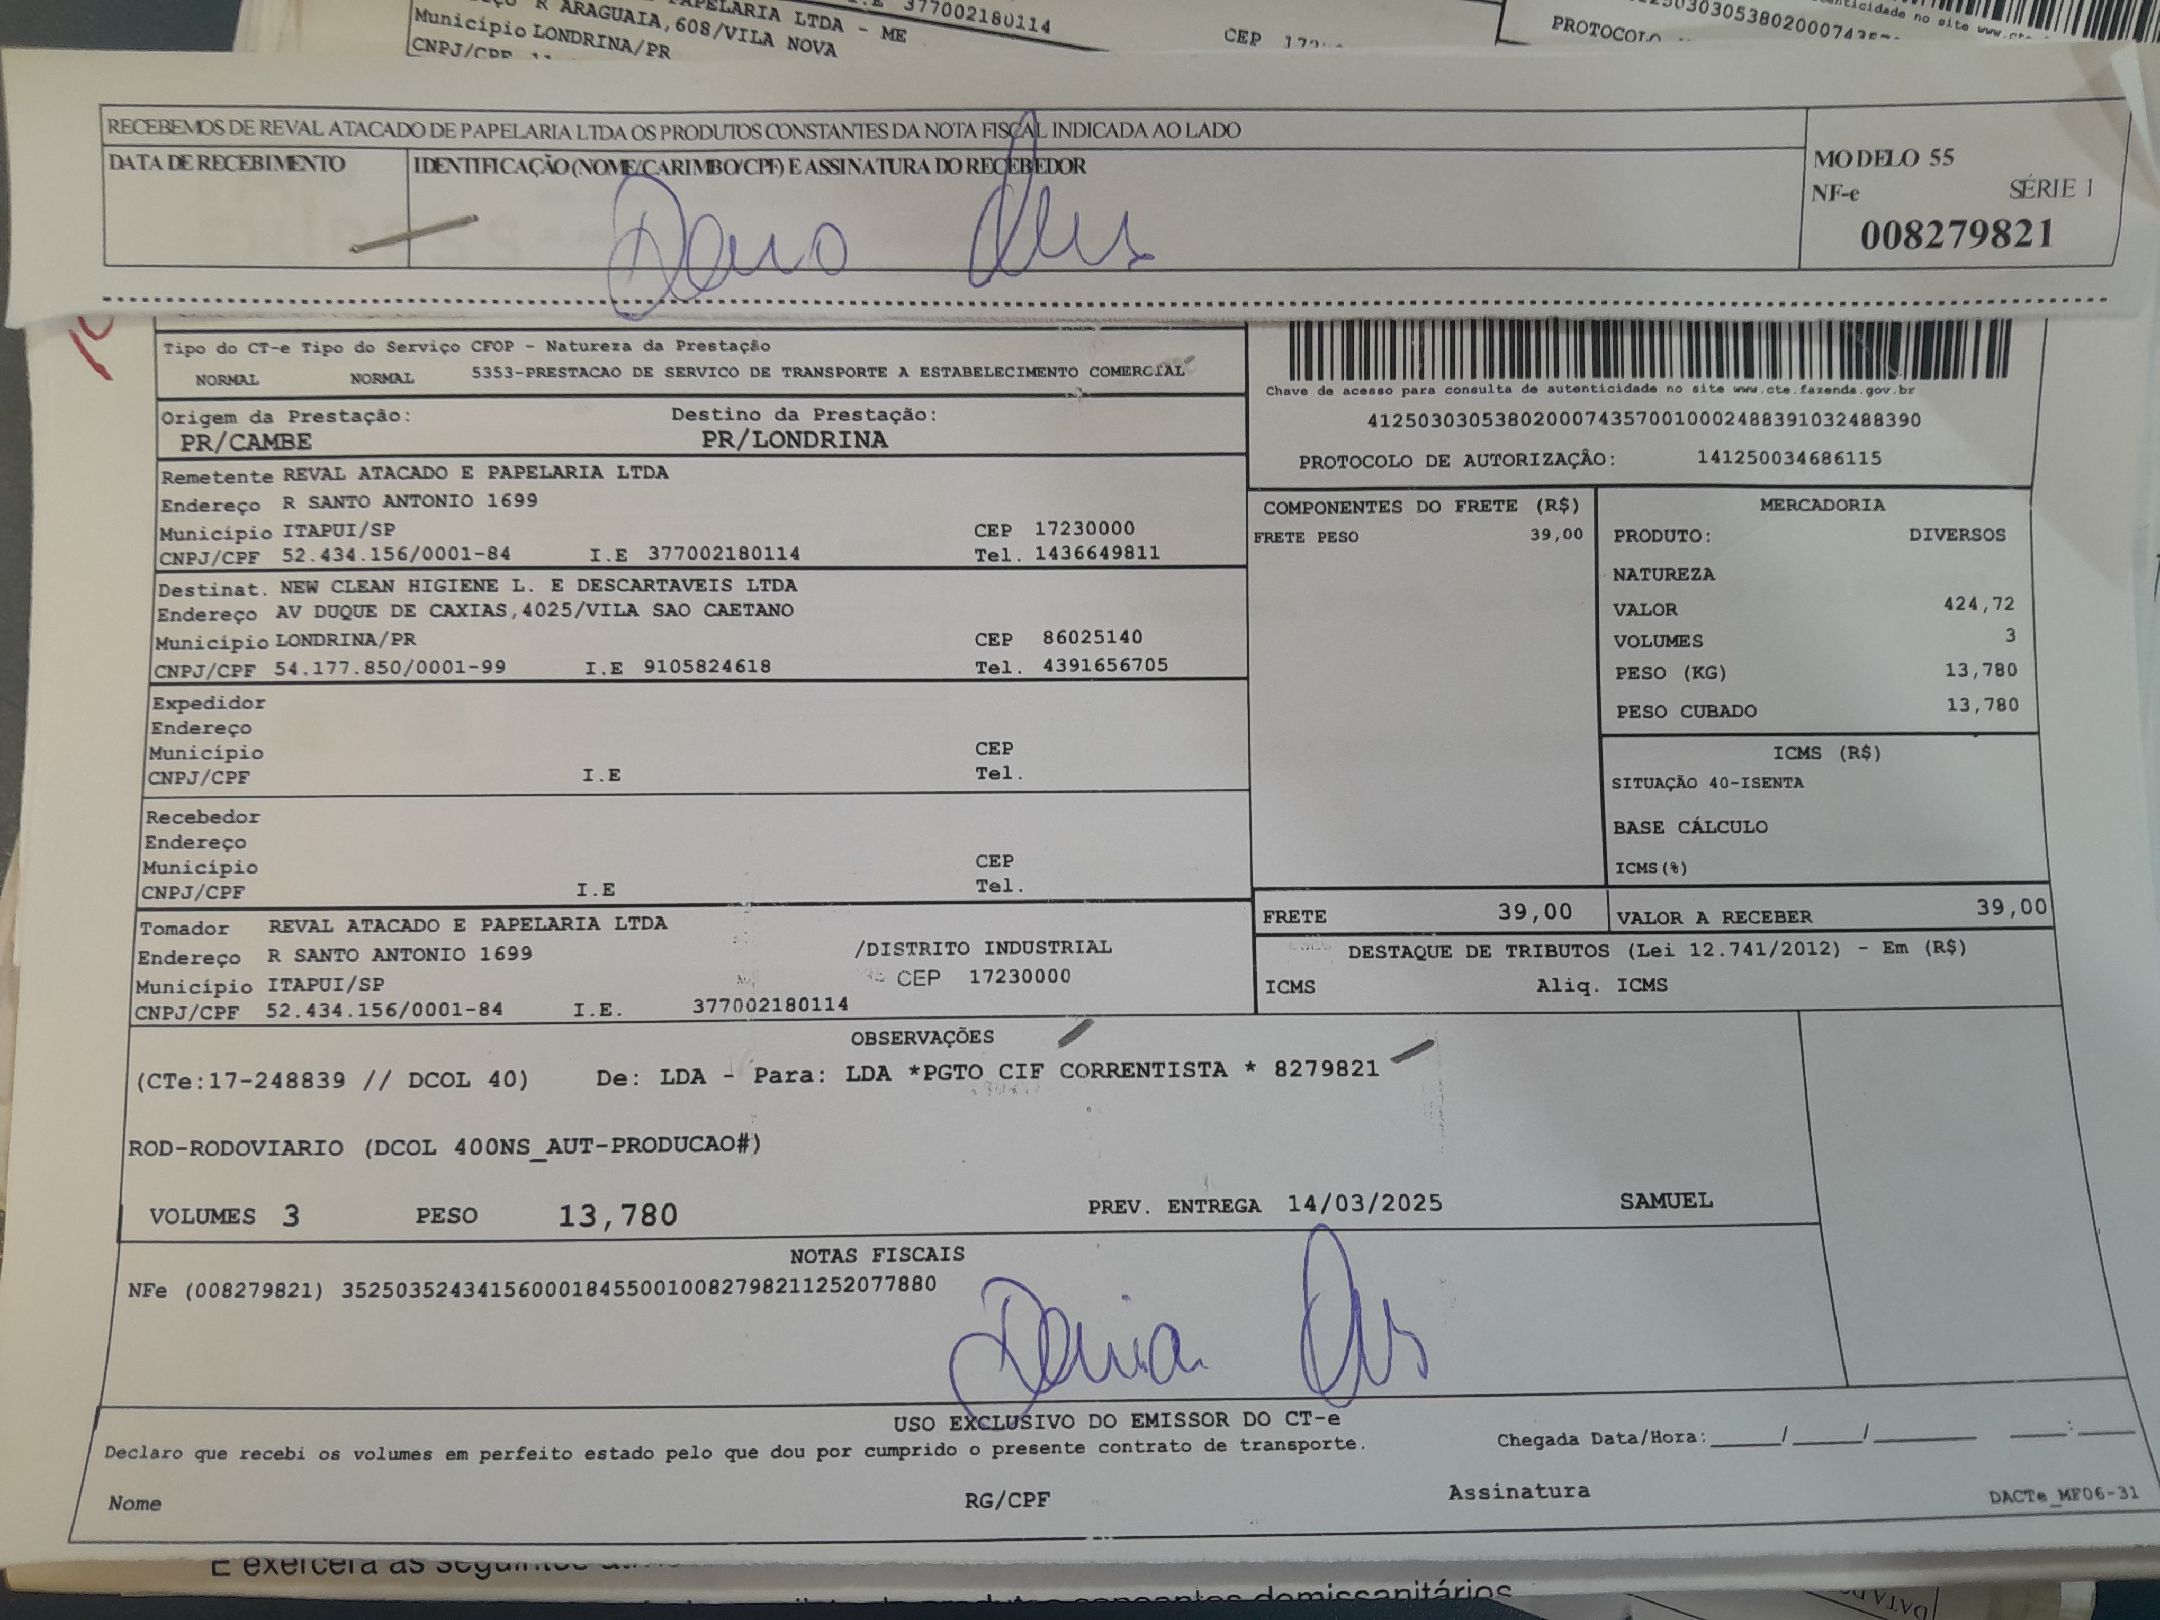 R ARAGUAIA,608/VILA NOVA
PAPELARIA LTDA - ME
I.E 377002180114
Município LONDRINA/PR
CNPJ/CPF
CEP
PROTOCOLO
RECEBEMOS DE REVAL ATACADO DE PAPELARIA LTDA OS PRODUTOS CONSTANTES DA NOTA FISCAL INDICADA AO LADO
DATA DE RECEBIMENTO IDENTIFICAÇÃO (NOME/CARIMBO/CPF) E ASSINATURA DO RECEBEDOR
MODELO 55
NF-e SÉRIE 1
008279821
Tipo do CT-e Tipo do Serviço CFOP - Natureza da Prestação
NORMAL NORMAL 5353-PRESTACAO DE SERVICO DE TRANSPORTE A ESTABELECIMENTO COMERCIAL
Chave de acesso para consulta de autenticidade no site www.cte.fazenda.gov.br
41250303053802000743570010002488391032488390
PROTOCOLO DE AUTORIZAÇÃO: 141250034686115
Origem da Prestação: Destino da Prestação:
PR/CAMBE PR/LONDRINA
Remetente REVAL ATACADO E PAPELARIA LTDA
Endereço R SANTO ANTONIO 1699
Município ITAPUI/SP CEP 17230000
CNPJ/CPF 52.434.156/0001-84 I.E 377002180114 Tel. 1436649811
Destinat. NEW CLEAN HIGIENE L. E DESCARTAVEIS LTDA
Endereço AV DUQUE DE CAXIAS,4025/VILA SAO CAETANO
Município LONDRINA/PR CEP 86025140
CNPJ/CPF 54.177.850/0001-99 I.E 9105824618 Tel. 4391656705
Expedidor
Endereço
Município CEP
CNPJ/CPF I.E Tel.
Recebedor
Endereço
Município CEP
CNPJ/CPF I.E Tel.
Tomador REVAL ATACADO E PAPELARIA LTDA
Endereço R SANTO ANTONIO 1699 /DISTRITO INDUSTRIAL
Município ITAPUI/SP CEP 17230000
CNPJ/CPF 52.434.156/0001-84 I.E. 377002180114
COMPONENTES DO FRETE (R$)
FRETE PESO 39,00
MERCADORIA
PRODUTO: DIVERSOS
NATUREZA
VALOR 424,72
VOLUMES 3
PESO (KG) 13,780
PESO CUBADO 13,780
ICMS (R$)
SITUAÇÃO 40-ISENTA
BASE CÁLCULO
ICMS(%)
FRETE 39,00 VALOR A RECEBER 39,00
DESTAQUE DE TRIBUTOS (Lei 12.741/2012) - Em (R$)
ICMS Aliq. ICMS
OBSERVAÇÕES
(CTe:17-248839 // DCOL 40) De: LDA - Para: LDA *PGTO CIF CORRENTISTA * 8279821
ROD-RODOVIARIO (DCOL 400NS_AUT-PRODUCAO#)
VOLUMES 3 PESO 13,780 PREV. ENTREGA 14/03/2025 SAMUEL
NOTAS FISCAIS
NFe (008279821) 35250352434156000184550010082798211252077880
USO EXCLUSIVO DO EMISSOR DO CT-e
Declaro que recebi os volumes em perfeito estado pelo que dou por cumprido o presente contrato de transporte. Chegada Data/Hora:____/____/______ ____:____
Nome RG/CPF Assinatura DACTe_MF06-31
E exercerá as
demissanitários